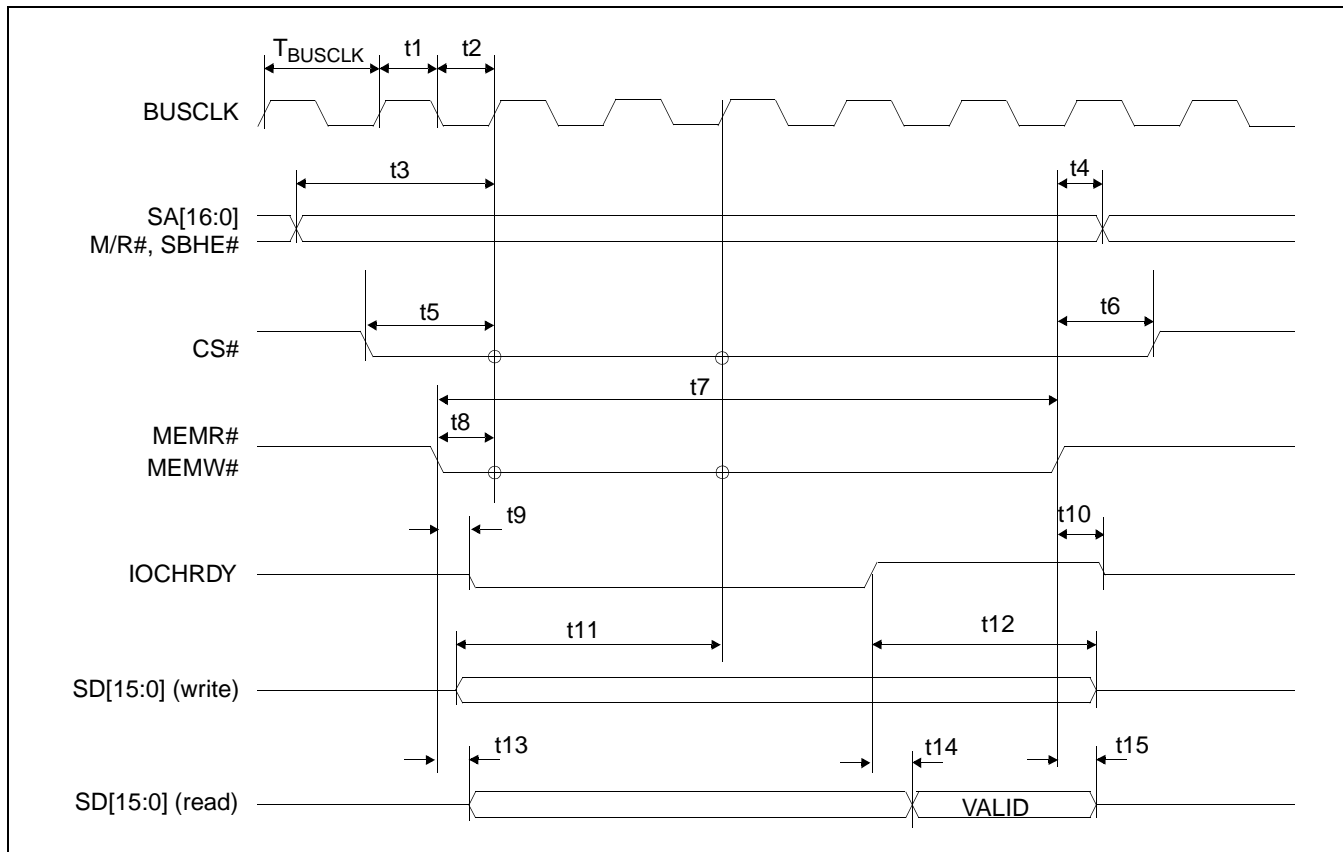 TBUSCLK t1 t2
BUSCLK
t3 t4
SA[16:0]
M/R#, SBHE#
t5 t6
CS#
t7
t8
MEMR#
MEMW#
t9 t10
IOCHRDY
t11 t12
SD[15:0] (write)
t13 t14 t15
SD[15:0] (read) VALID